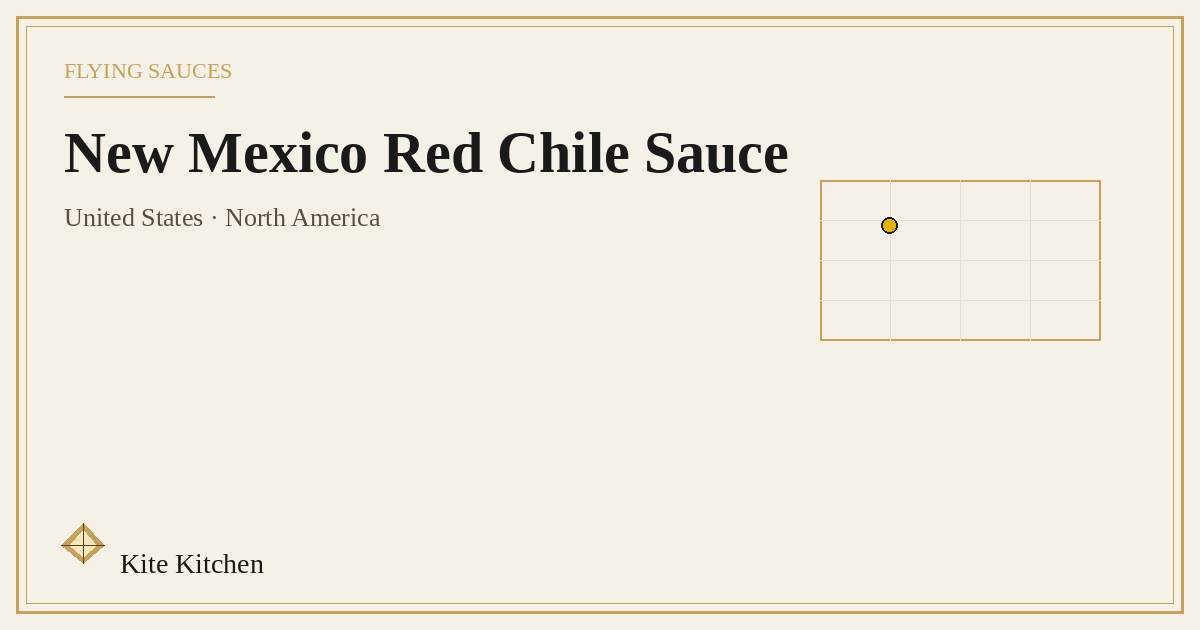 FLYING SAUCES
New Mexico Red Chile Sauce
United States · North America
Kite Kitchen